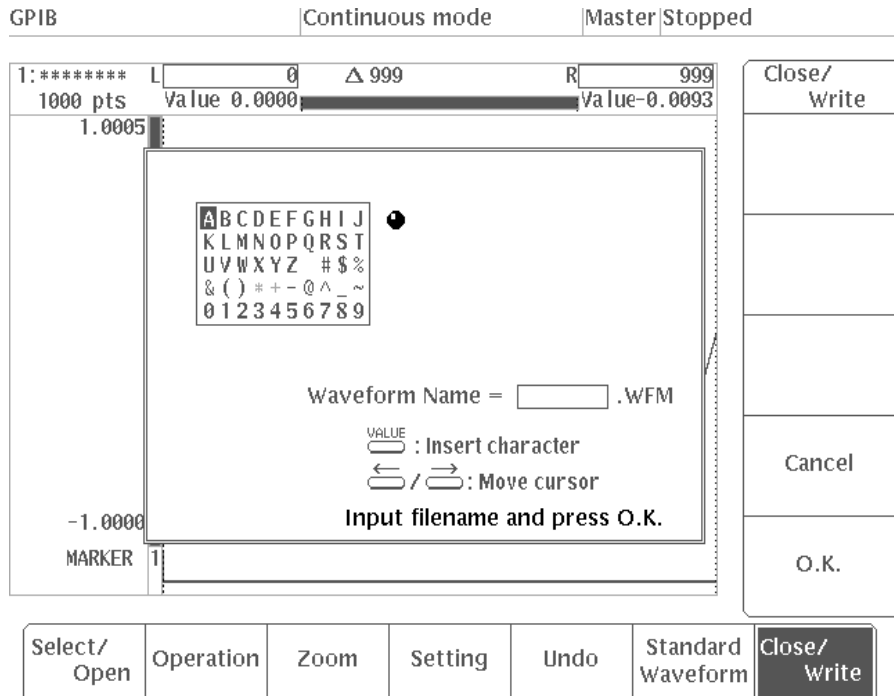 GPIB Continuous mode Master Stopped
1:******** L 0 Δ 999 R 999
1000 pts Value 0.0000 Value-0.0093
1.0005
ABCDEFGHIJ
KLMNOPQRST
UVWXYZ #$%
&()*+-@^_~
0123456789
Waveform Name = .WFM
VALUE : Insert character
← / → : Move cursor
Input filename and press O.K.
-1.0000
MARKER 1
Close/
Write
Cancel
O.K.
Select/
Open
Operation
Zoom
Setting
Undo
Standard
Waveform
Close/
Write